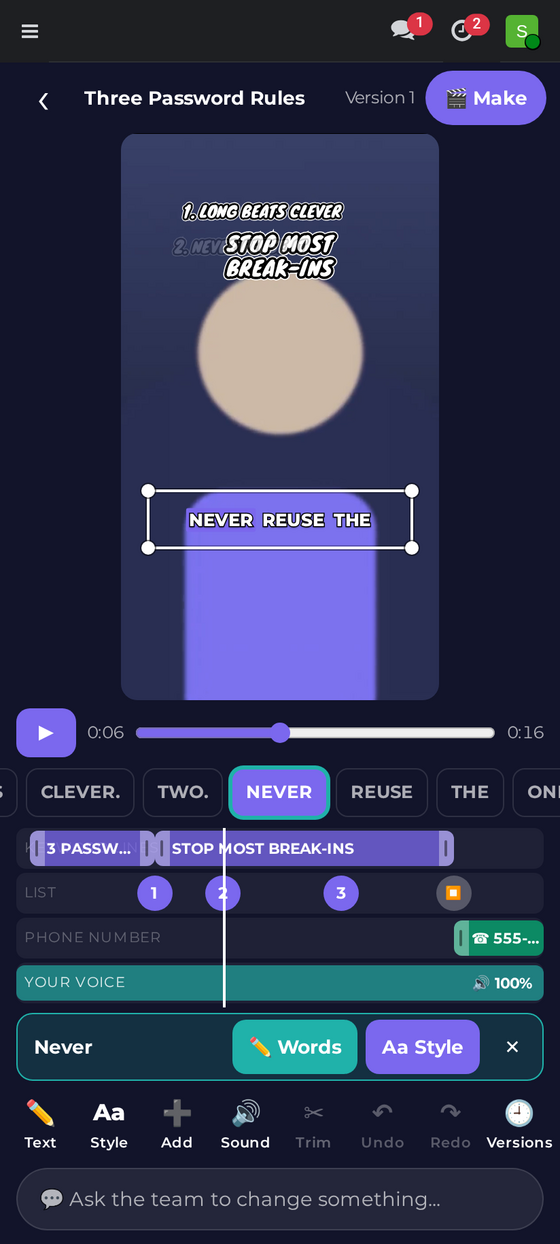 1
2
S
‹ Three Password Rules Version 1 🎬 Make
1. LONG BEATS CLEVER
2. NEVE
STOP MOST
BREAK-INS
NEVER REUSE THE
0:06 0:16
S CLEVER. TWO. NEVER REUSE THE ON
3 PASSW... STOP MOST BREAK-INS
LIST 1 2 3
PHONE NUMBER ☎ 555-...
YOUR VOICE 🔊 100%
Never ✏️ Words Aa Style ×
Aa
Text Style Add Sound Trim Undo Redo Versions
💬 Ask the team to change something...